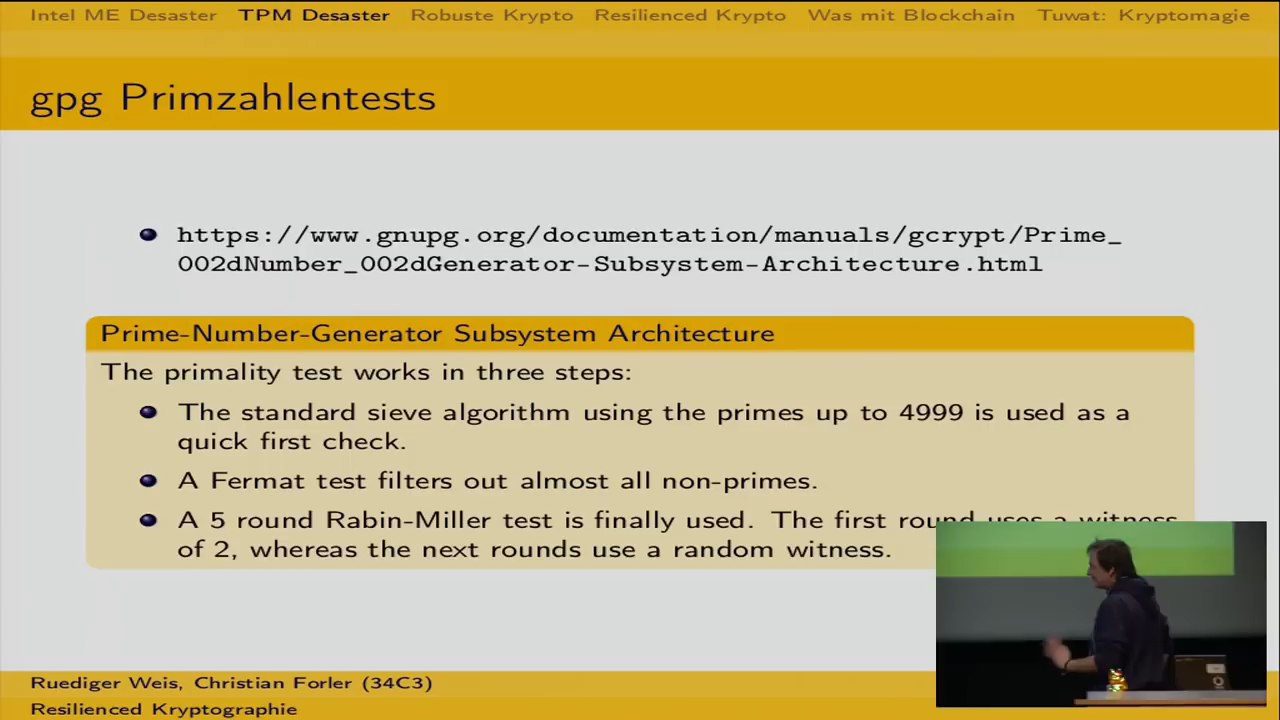 Intel ME Desaster TPM Desaster Robuste Krypto Resilienced Krypto Was mit Blockchain Tuwat: Kryptomagie
gpg Primzahlentests
https://www.gnupg.org/documentation/manuals/gcrypt/Prime_
002dNumber_002dGenerator-Subsystem-Architecture.html
Prime-Number-Generator Subsystem Architecture
The primality test works in three steps:
The standard sieve algorithm using the primes up to 4999 is used as a
quick first check.
A Fermat test filters out almost all non-primes.
A 5 round Rabin-Miller test is finally used. The first round uses a witness
of 2, whereas the next rounds use a random witness.
Ruediger Weis, Christian Forler (34C3)
Resilienced Kryptographie